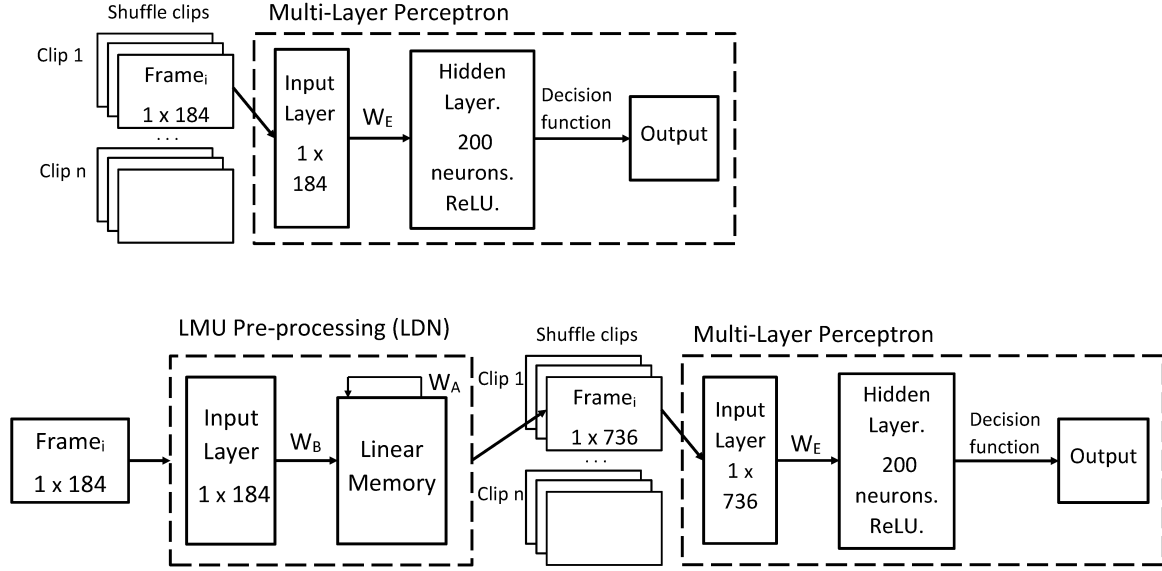 Shuffle clips
Multi-Layer Perceptron
Clip 1
Frameᵢ
1 x 184
. . .
Clip n
Input
Layer
1 x
184
W_E
Hidden
Layer.
200
neurons.
ReLU.
Decision
function
Output
LMU Pre-processing (LDN)
Shuffle clips
Multi-Layer Perceptron
Frameᵢ
1 x 184
Input
Layer
1 x 184
W_B
W_A
Linear
Memory
Clip 1
Frameᵢ
1 x 736
. . .
Clip n
Input
Layer
1 x
736
W_E
Hidden
Layer.
200
neurons.
ReLU.
Decision
function
Output